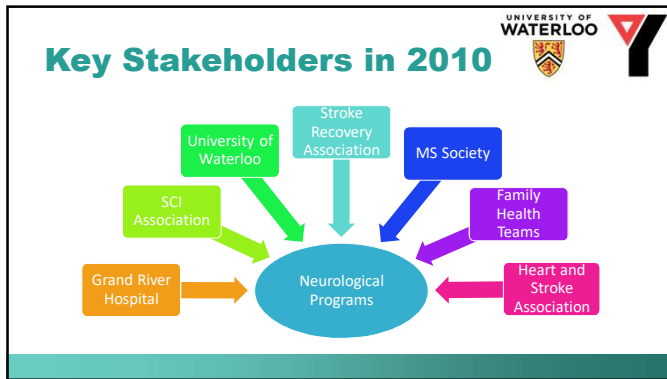 UNIVERSITY OF
WATERLOO
Key Stakeholders in 2010
Grand River
Hospital
SCI
Association
University of
Waterloo
Stroke
Recovery
Association
MS Society
Family
Health
Teams
Heart and
Stroke
Association
Neurological
Programs